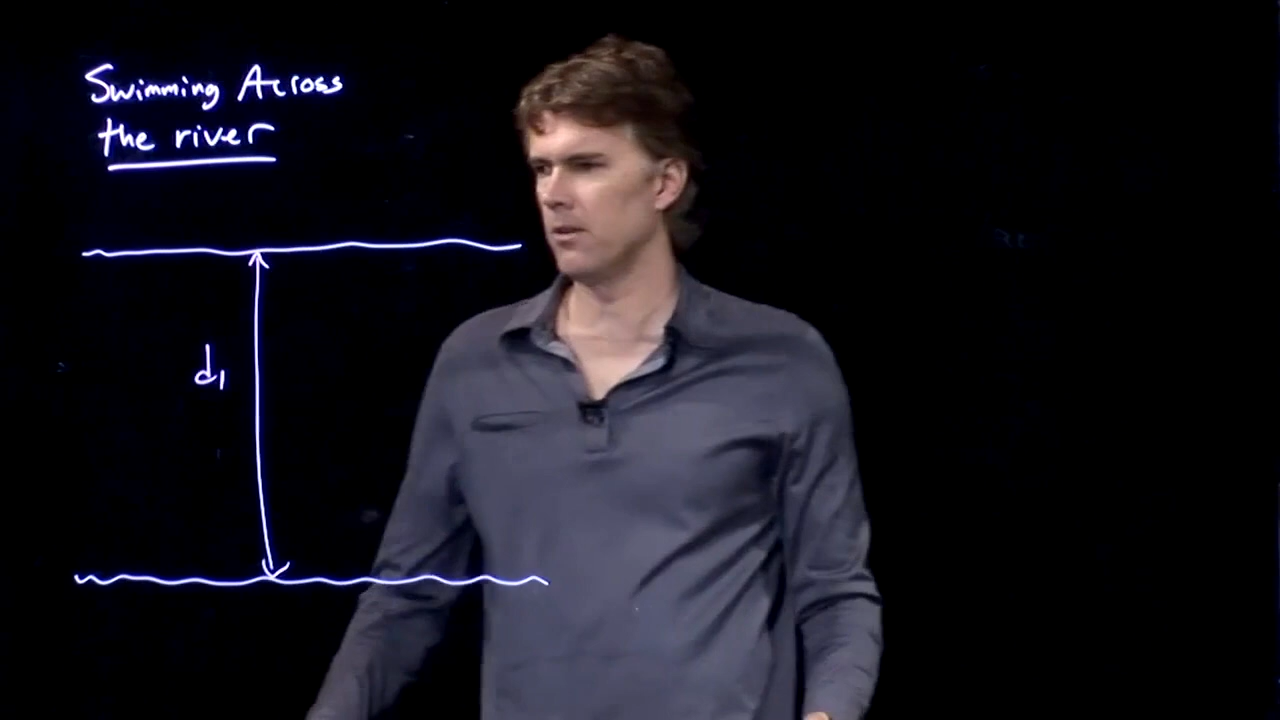 Swimming Across
the river
d₁